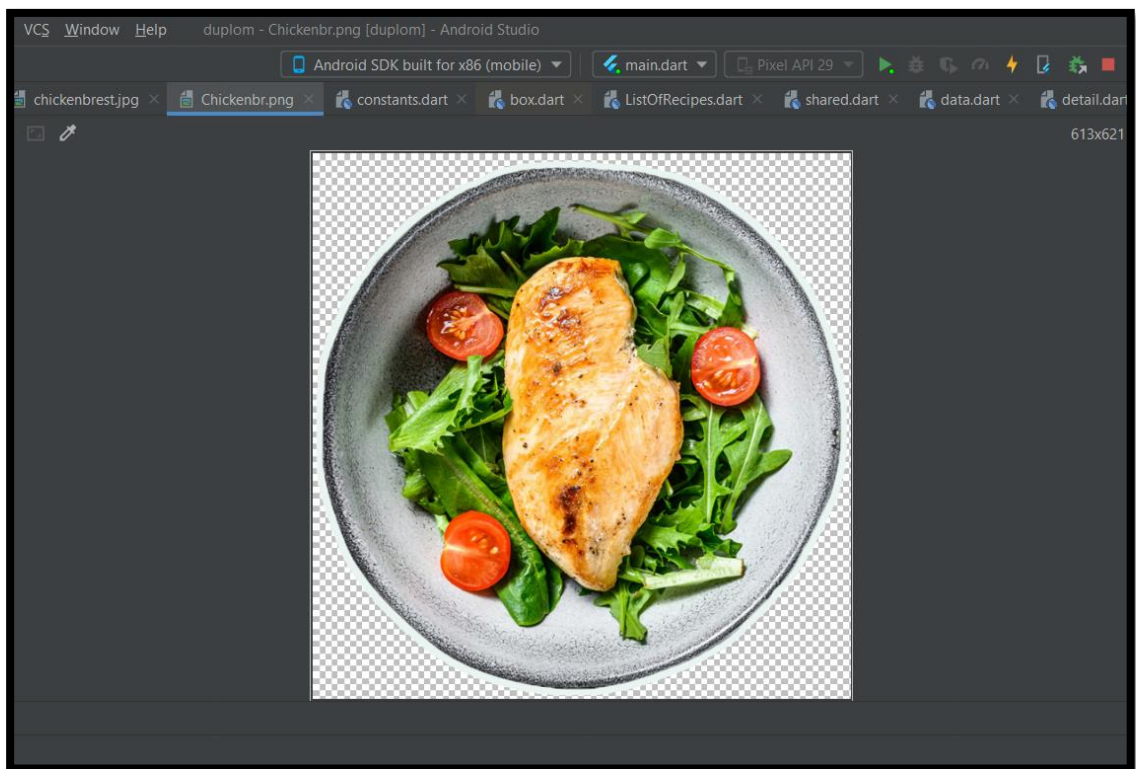 VCS Window Help duplom - Chickenbr.png [duplom] - Android Studio
Android SDK built for x86 (mobile) main.dart Pixel API 29
chickenbrest.jpg Chickenbr.png constants.dart box.dart ListOfRecipes.dart shared.dart data.dart detail.dart
613x621